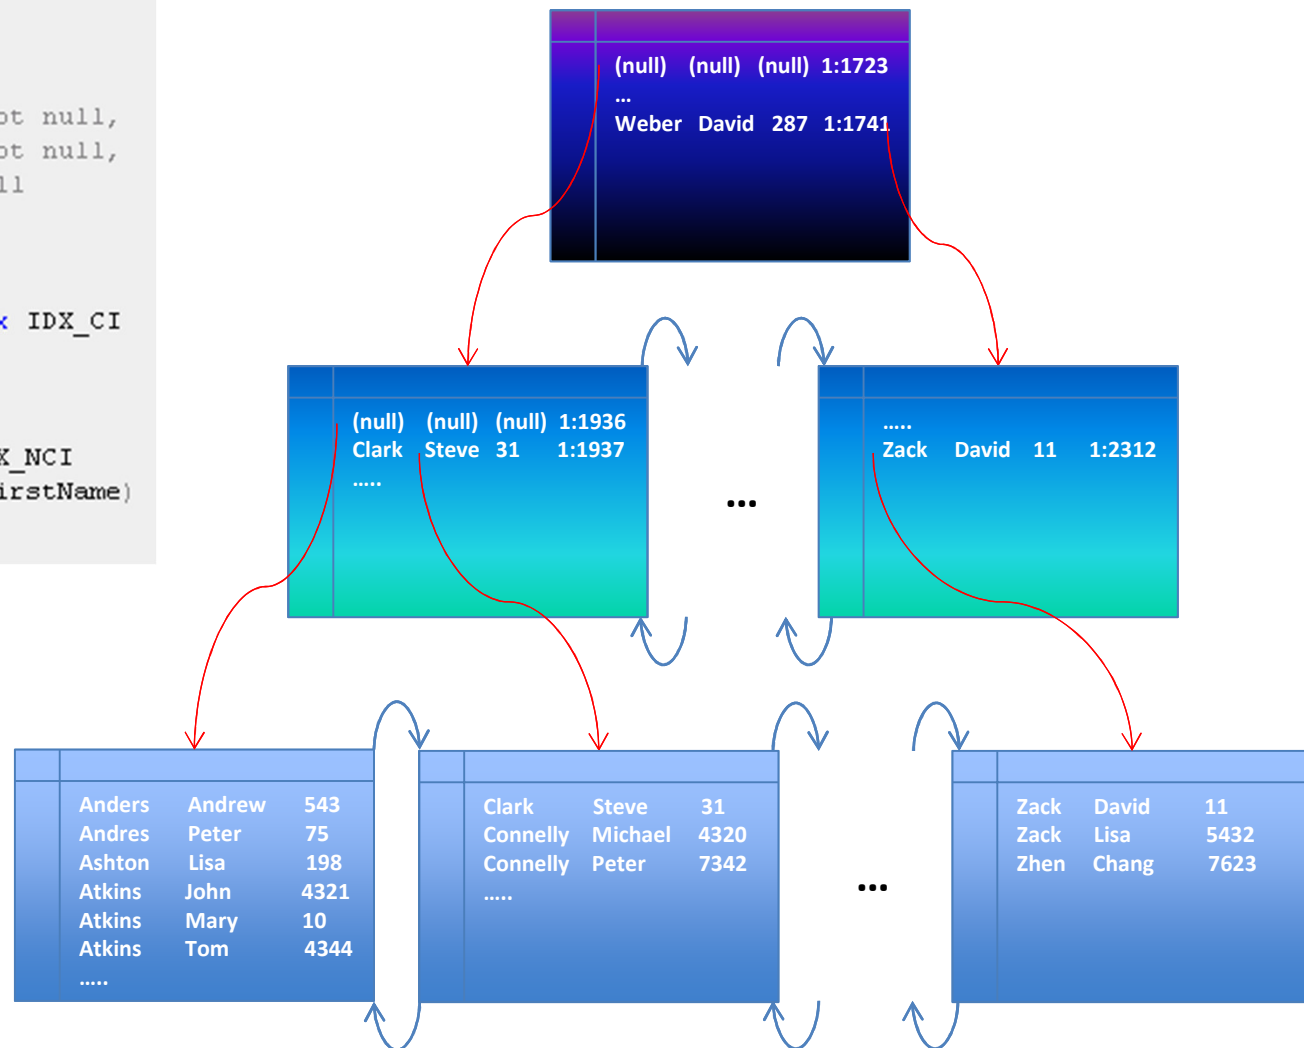 ot null,
ot null,
ll
x IDX_CI
X_NCI
irstName)
(null) (null) (null) 1:1723
…
Weber David 287 1:1741
(null) (null) (null) 1:1936
Clark Steve 31 1:1937
…..
…..
Zack David 11 1:2312
...
Anders Andrew 543
Andres Peter 75
Ashton Lisa 198
Atkins John 4321
Atkins Mary 10
Atkins Tom 4344
…..
Clark Steve 31
Connelly Michael 4320
Connelly Peter 7342
…..
...
Zack David 11
Zack Lisa 5432
Zhen Chang 7623